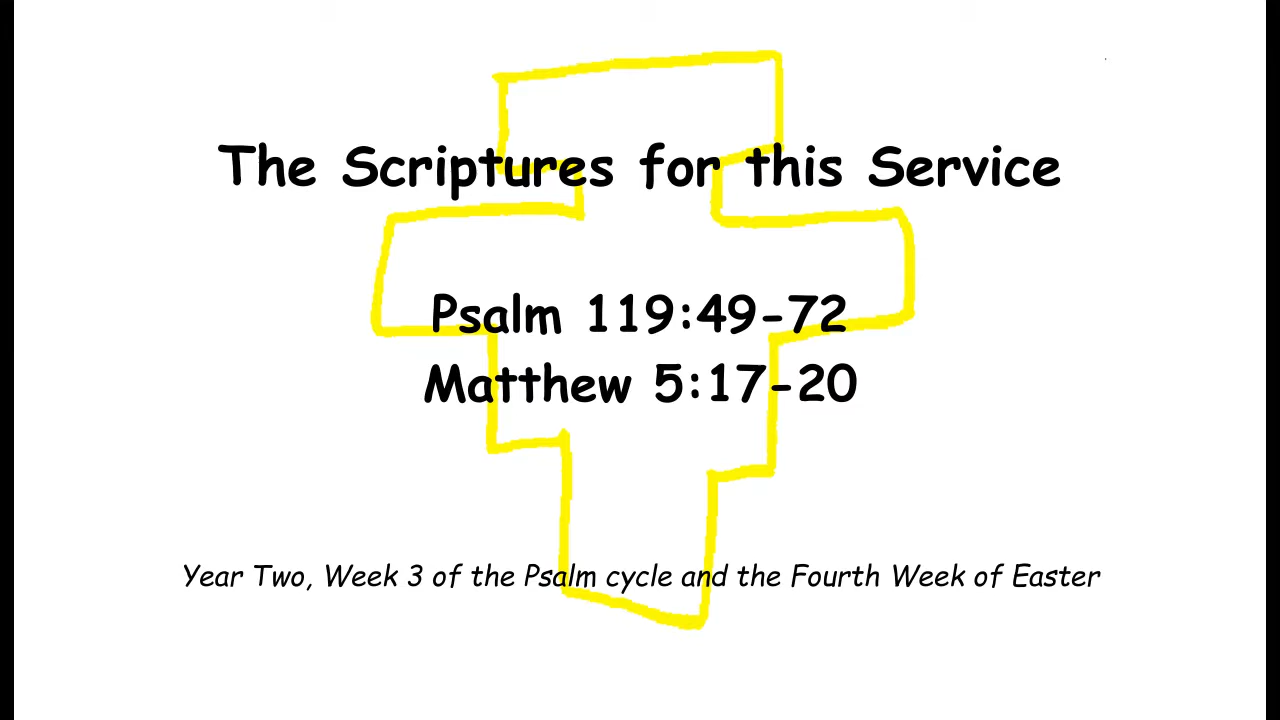 The Scriptures for this Service
Psalm 119:49-72
Matthew 5:17-20
Year Two, Week 3 of the Psalm cycle and the Fourth Week of Easter